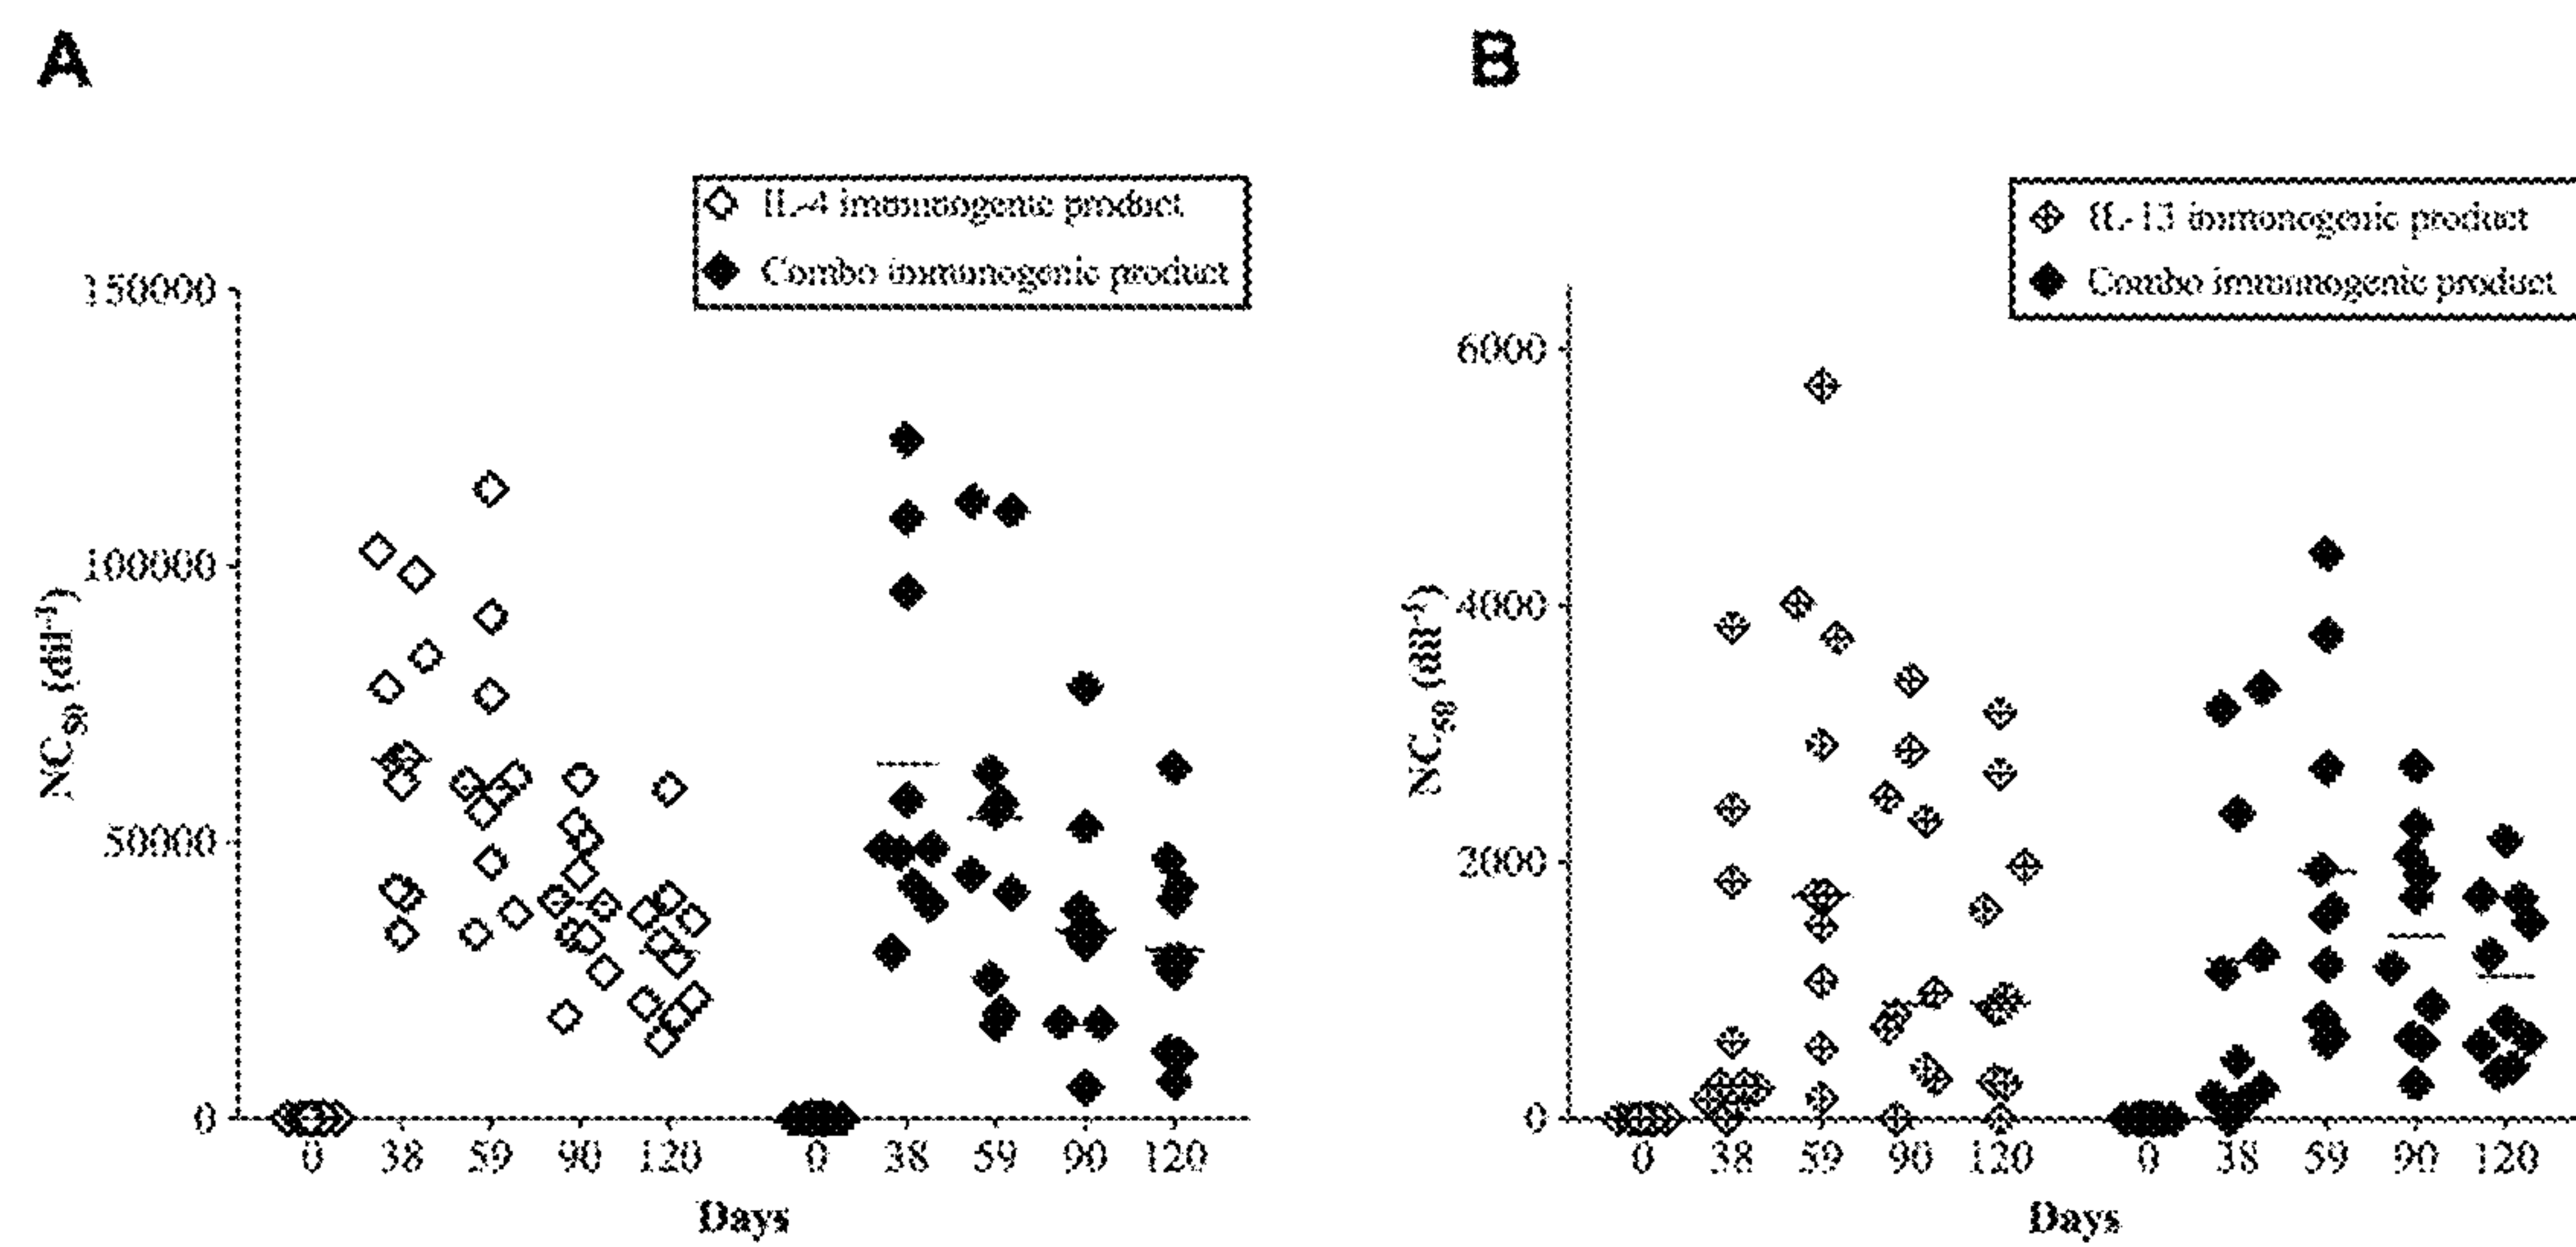 A
B
IL-4 immunogenic product
Combo immunogenic product
IL-13 immunogenic product
Combo immunogenic product
150000
100000
50000
0
NC50 (dil-1)
0 38 59 90 120 0 38 59 90 120
Days
6000
4000
2000
0
NC50 (dil-1)
0 38 59 90 120 0 38 59 90 120
Days